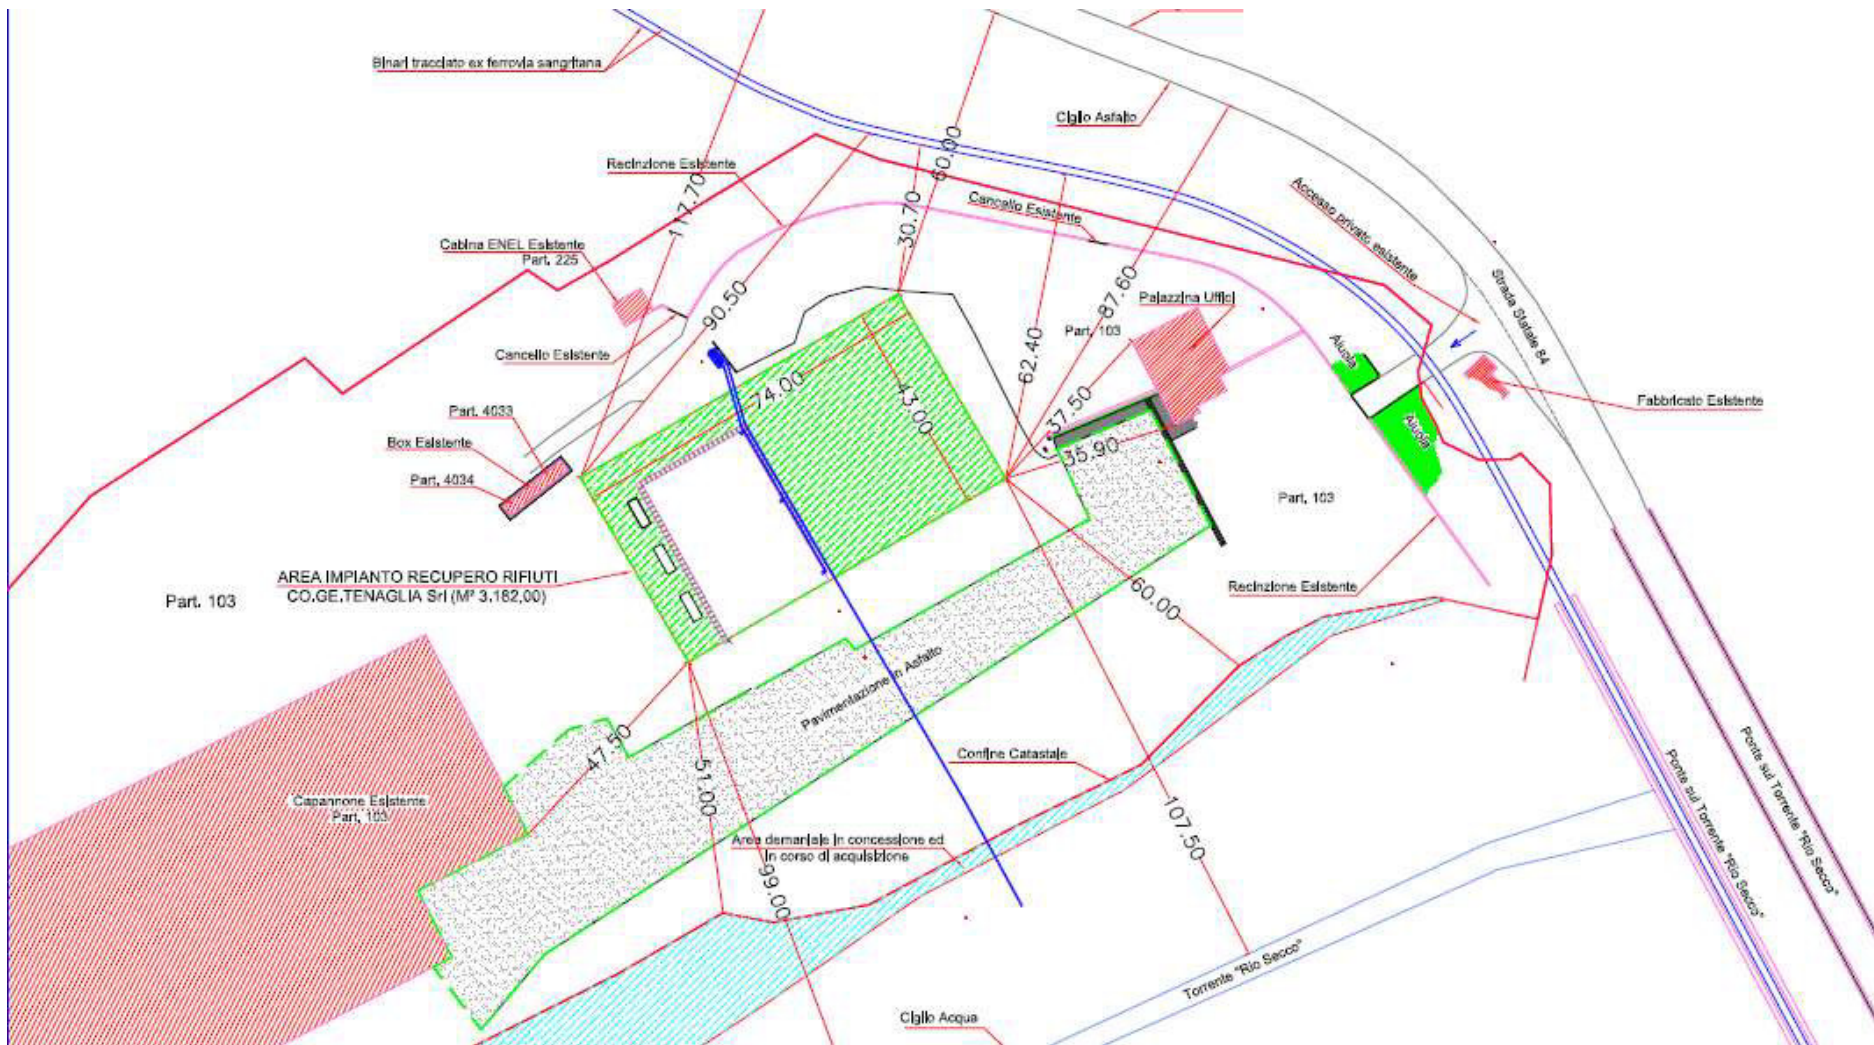 Binari tracciato ex ferrovia sangritana
Ciglio Asfalto
Recinzione Esistente
117.70
30.70
60.00
Cancello Esistente
Accesso privato esistente
Cabina ENEL Esistente
Part. 225
90.50
87.60
Palazzina Uffici
Part. 103
Strada Statale 84
Cancello Esistente
62.40
Aiuola
74.00
43.00
37.50
35.90
Fabbricato Esistente
Aiuola
Part. 4033
Box Esistente
Part. 4034
Part. 103
AREA IMPIANTO RECUPERO RIFIUTI
CO.GE.TENAGLIA Srl (M² 3.182,00)
Part. 103
60.00
Recinzione Esistente
Pavimentazione in Asfalto
47.50
51.00
Confine Catastale
107.50
Capannone Esistente
Part. 103
Area demaniale in concessione ed
in corso di acquisizione
99.00
Ponte sul Torrente "Rio Secco"
Ponte sul Torrente "Rio Secco"
Torrente "Rio Secco"
Ciglio Acqua